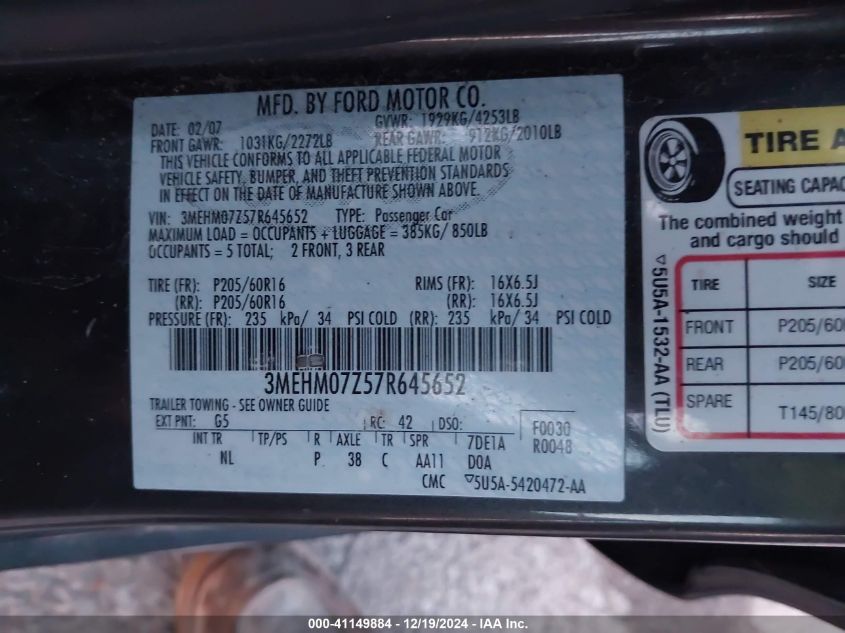 MFD. BY FORD MOTOR CO.
DATE: 02/07 GVWR: 1929KG/4253LB
FRONT GAWR: 1031KG/2272LB REAR GAWR: 912KG/2010LB
THIS VEHICLE CONFORMS TO ALL APPLICABLE FEDERAL MOTOR
VEHICLE SAFETY, BUMPER, AND THEFT PREVENTION STANDARDS
IN EFFECT ON THE DATE OF MANUFACTURE SHOWN ABOVE.
VIN: 3MEHM07Z57R645652 TYPE: Passenger Car
MAXIMUM LOAD = OCCUPANTS + LUGGAGE = 385KG/850LB
OCCUPANTS = 5 TOTAL; 2 FRONT, 3 REAR
TIRE (FR): P205/60R16 RIMS (FR): 16X6.5J
(RR): P205/60R16 (RR): 16X6.5J
PRESSURE (FR): 235 kPa/ 34 PSI COLD (RR): 235 kPa/ 34 PSI COLD
3MEHM07Z57R645652
TRAILER TOWING - SEE OWNER GUIDE
EXT PNT: G5 RC: 42 DSO: F0030
R0048
INT TR TP/PS R AXLE TR SPR 7DE1A
NL P 38 C AA11 D0A
CMC ▽5U5A-5420472-AA
TIRE A
SEATING CAPAC
The combined weight
and cargo should
▽5U5A-1532-AA (TLU)
TIRE SIZE
FRONT P205/60
REAR P205/60
SPARE T145/80
000-41149884 / 12/19/2024 - IAA Inc.